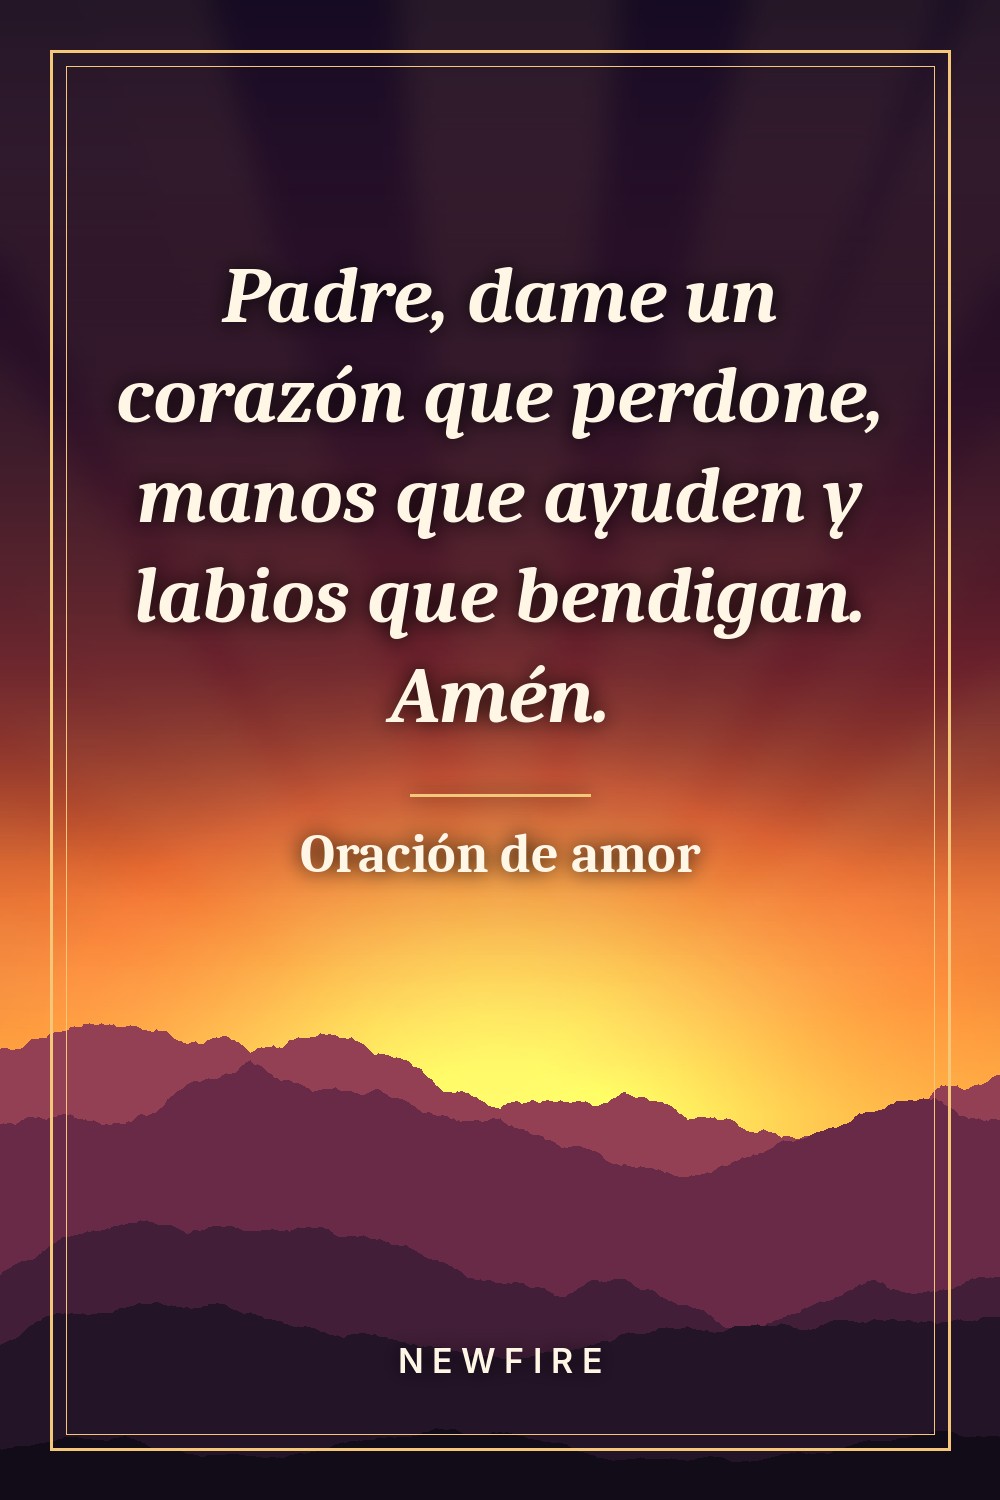 Padre, dame un
corazón que perdone,
manos que ayuden y
labios que bendigan.
Amén.
Oración de amor
NEWFIRE